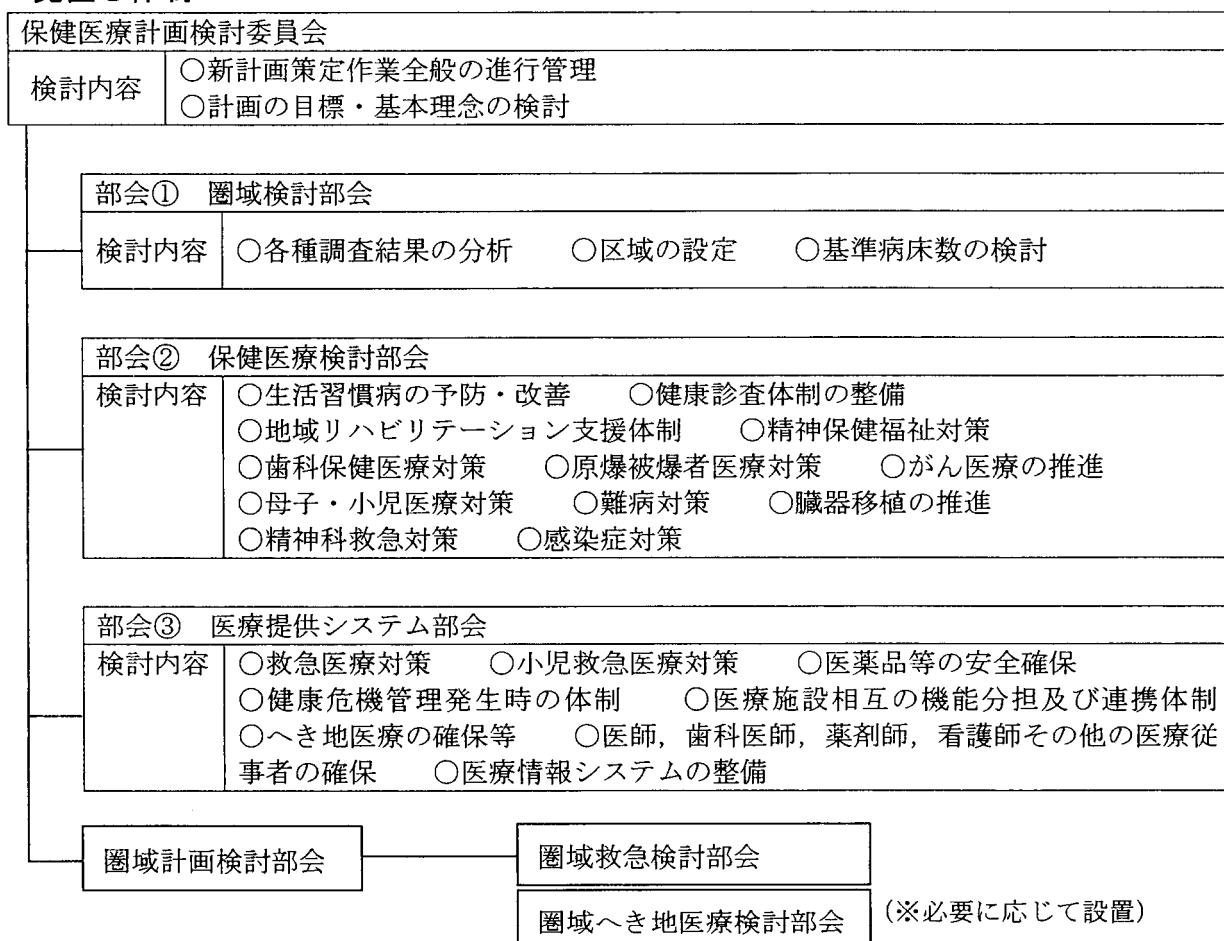 保健医療計画検討委員会
検討内容
○新計画策定作業全般の進行管理
○計画の目標・基本理念の検討
部会① 圏域検討部会
検討内容 ○各種調査結果の分析 ○区域の設定 ○基準病床数の検討
部会② 保健医療検討部会
検討内容 ○生活習慣病の予防・改善 ○健康診査体制の整備
○地域リハビリテーション支援体制 ○精神保健福祉対策
○歯科保健医療対策 ○原爆被爆者医療対策 ○がん医療の推進
○母子・小児医療対策 ○難病対策 ○臓器移植の推進
○精神科救急対策 ○感染症対策
部会③ 医療提供システム部会
検討内容 ○救急医療対策 ○小児救急医療対策 ○医薬品等の安全確保
○健康危機管理発生時の体制 ○医療施設相互の機能分担及び連携体制
○へき地医療の確保等 ○医師，歯科医師，薬剤師，看護師その他の医療従
事者の確保 ○医療情報システムの整備
圏域計画検討部会 圏域救急検討部会
圏域へき地医療検討部会 (※必要に応じて設置)